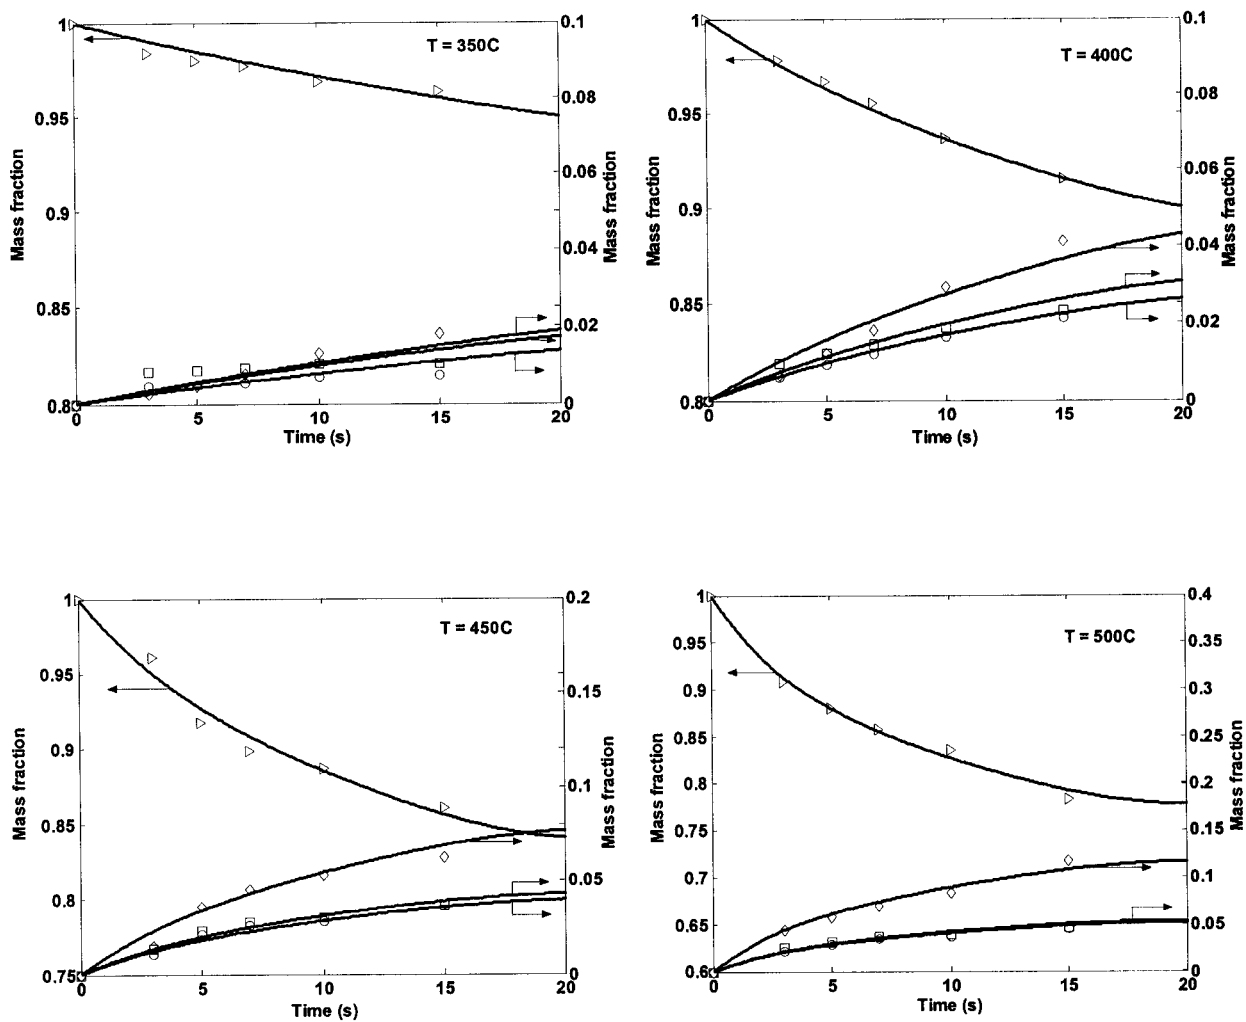 T = 350C
1
0.95
0.9
0.85
0.8
Mass fraction
0.1
0.08
0.06
0.04
0.02
0
Mass fraction
0 5 10 15 20
Time (s)
T = 400C
1
0.95
0.9
0.85
0.8
Mass fraction
0.1
0.08
0.06
0.04
0.02
0
Mass fraction
0 5 10 15 20
Time (s)
T = 450C
1
0.95
0.9
0.85
0.8
0.75
Mass fraction
0.2
0.15
0.1
0.05
0
Mass fraction
0 5 10 15 20
Time (s)
T = 500C
1
0.95
0.9
0.85
0.8
0.75
0.7
0.65
0.6
Mass fraction
0.4
0.35
0.3
0.25
0.2
0.15
0.1
0.05
0
Mass fraction
0 5 10 15 20
Time (s)